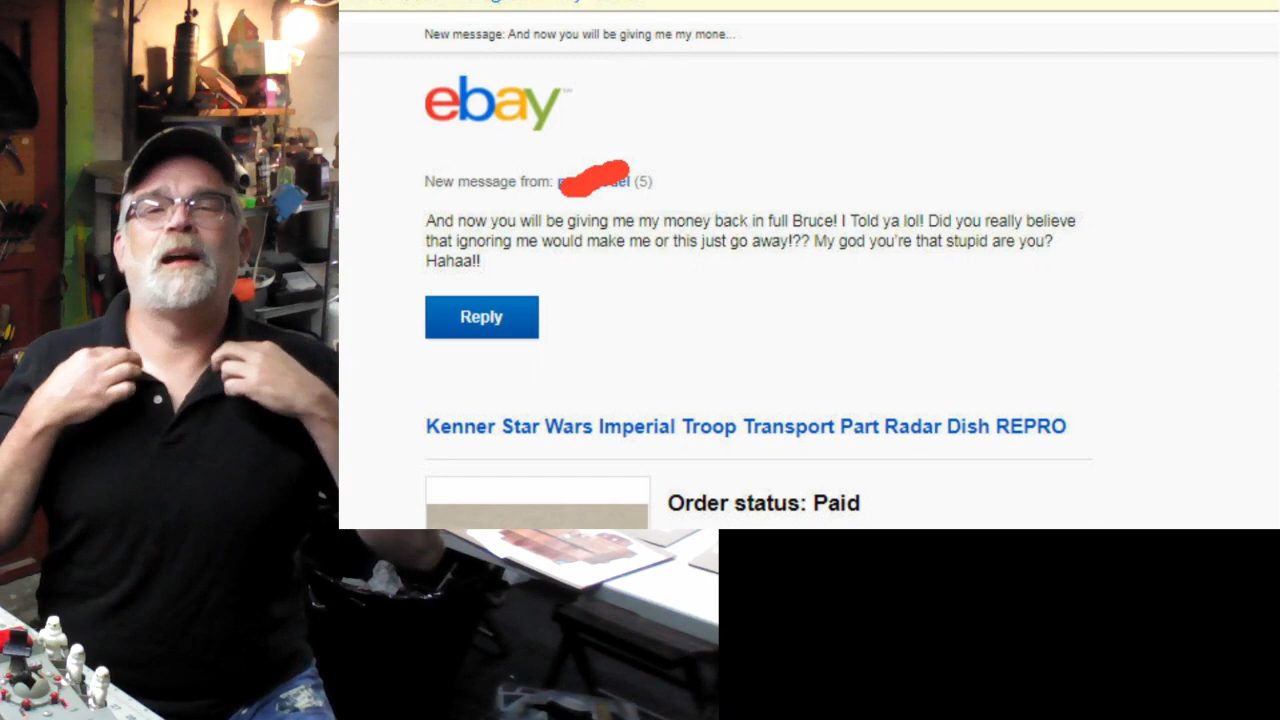 New message: And now you will be giving me my mone...
ebay
New message from: (5)
And now you will be giving me my money back in full Bruce! I Told ya lol! Did you really believe
that ignoring me would make me or this just go away!?? My god you're that stupid are you?
Hahaa!!
Reply
Kenner Star Wars Imperial Troop Transport Part Radar Dish REPRO
Order status: Paid